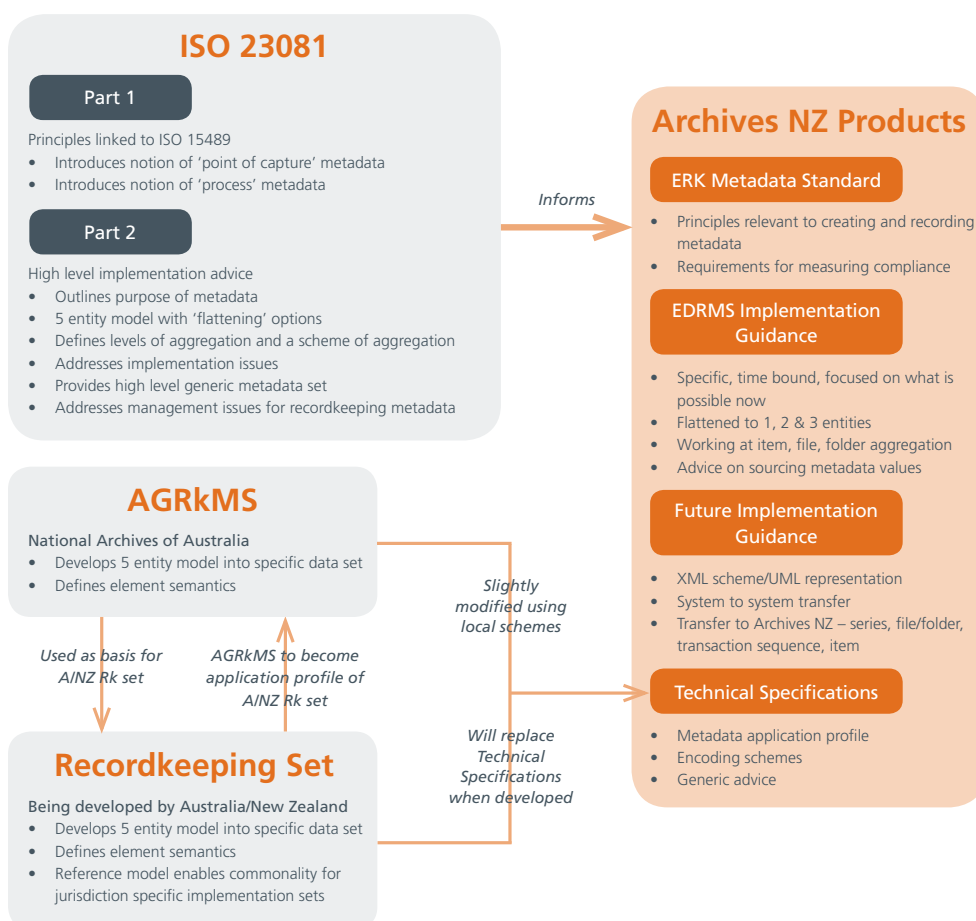 ISO 23081
Part 1
Principles linked to ISO 15489
• Introduces notion of ‘point of capture’ metadata
• Introduces notion of ‘process’ metadata
Part 2
High level implementation advice
• Outlines purpose of metadata
• 5 entity model with ‘flattening’ options
• Defines levels of aggregation and a scheme of aggregation
• Addresses implementation issues
• Provides high level generic metadata set
• Addresses management issues for recordkeeping metadata
Informs
AGRkMS
National Archives of Australia
• Develops 5 entity model into specific data set
• Defines element semantics
Used as basis for
A/NZ Rk set
AGRkMS to become
application profile of
A/NZ Rk set
Slightly
modified using
local schemes
Recordkeeping Set
Being developed by Australia/New Zealand
• Develops 5 entity model into specific data set
• Defines element semantics
• Reference model enables commonality for
jurisdiction specific implementation sets
Will replace
Technical
Specifications
when developed
Archives NZ Products
ERK Metadata Standard
• Principles relevant to creating and recording
metadata
• Requirements for measuring compliance
EDRMS Implementation
Guidance
• Specific, time bound, focused on what is
possible now
• Flattened to 1, 2 & 3 entities
• Working at item, file, folder aggregation
• Advice on sourcing metadata values
Future Implementation
Guidance
• XML scheme/UML representation
• System to system transfer
• Transfer to Archives NZ – series, file/folder,
transaction sequence, item
Technical Specifications
• Metadata application profile
• Encoding schemes
• Generic advice